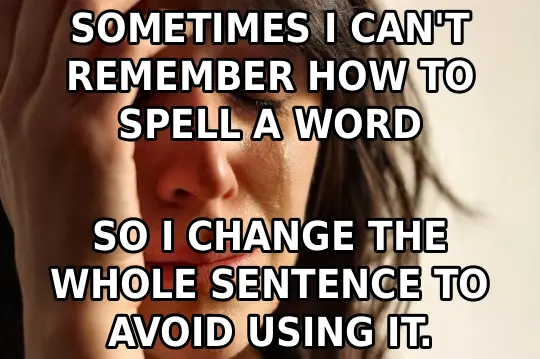 SOMETIMES I CAN'T
REMEMBER HOW TO
SPELL A WORD
SO I CHANGE THE
WHOLE SENTENCE TO
AVOID USING IT.